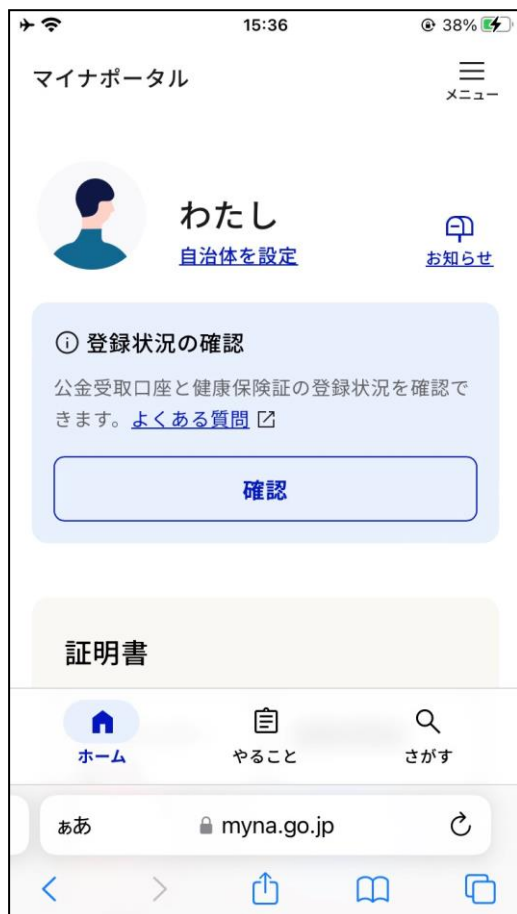 15:36
38%
マイナポータル
メニュー
わたし
自治体を設定
お知らせ
登録状況の確認
公金受取口座と健康保険証の登録状況を確認で
きます。よくある質問
確認
証明書
ホーム
やること
さがす
ぁあ
myna.go.jp